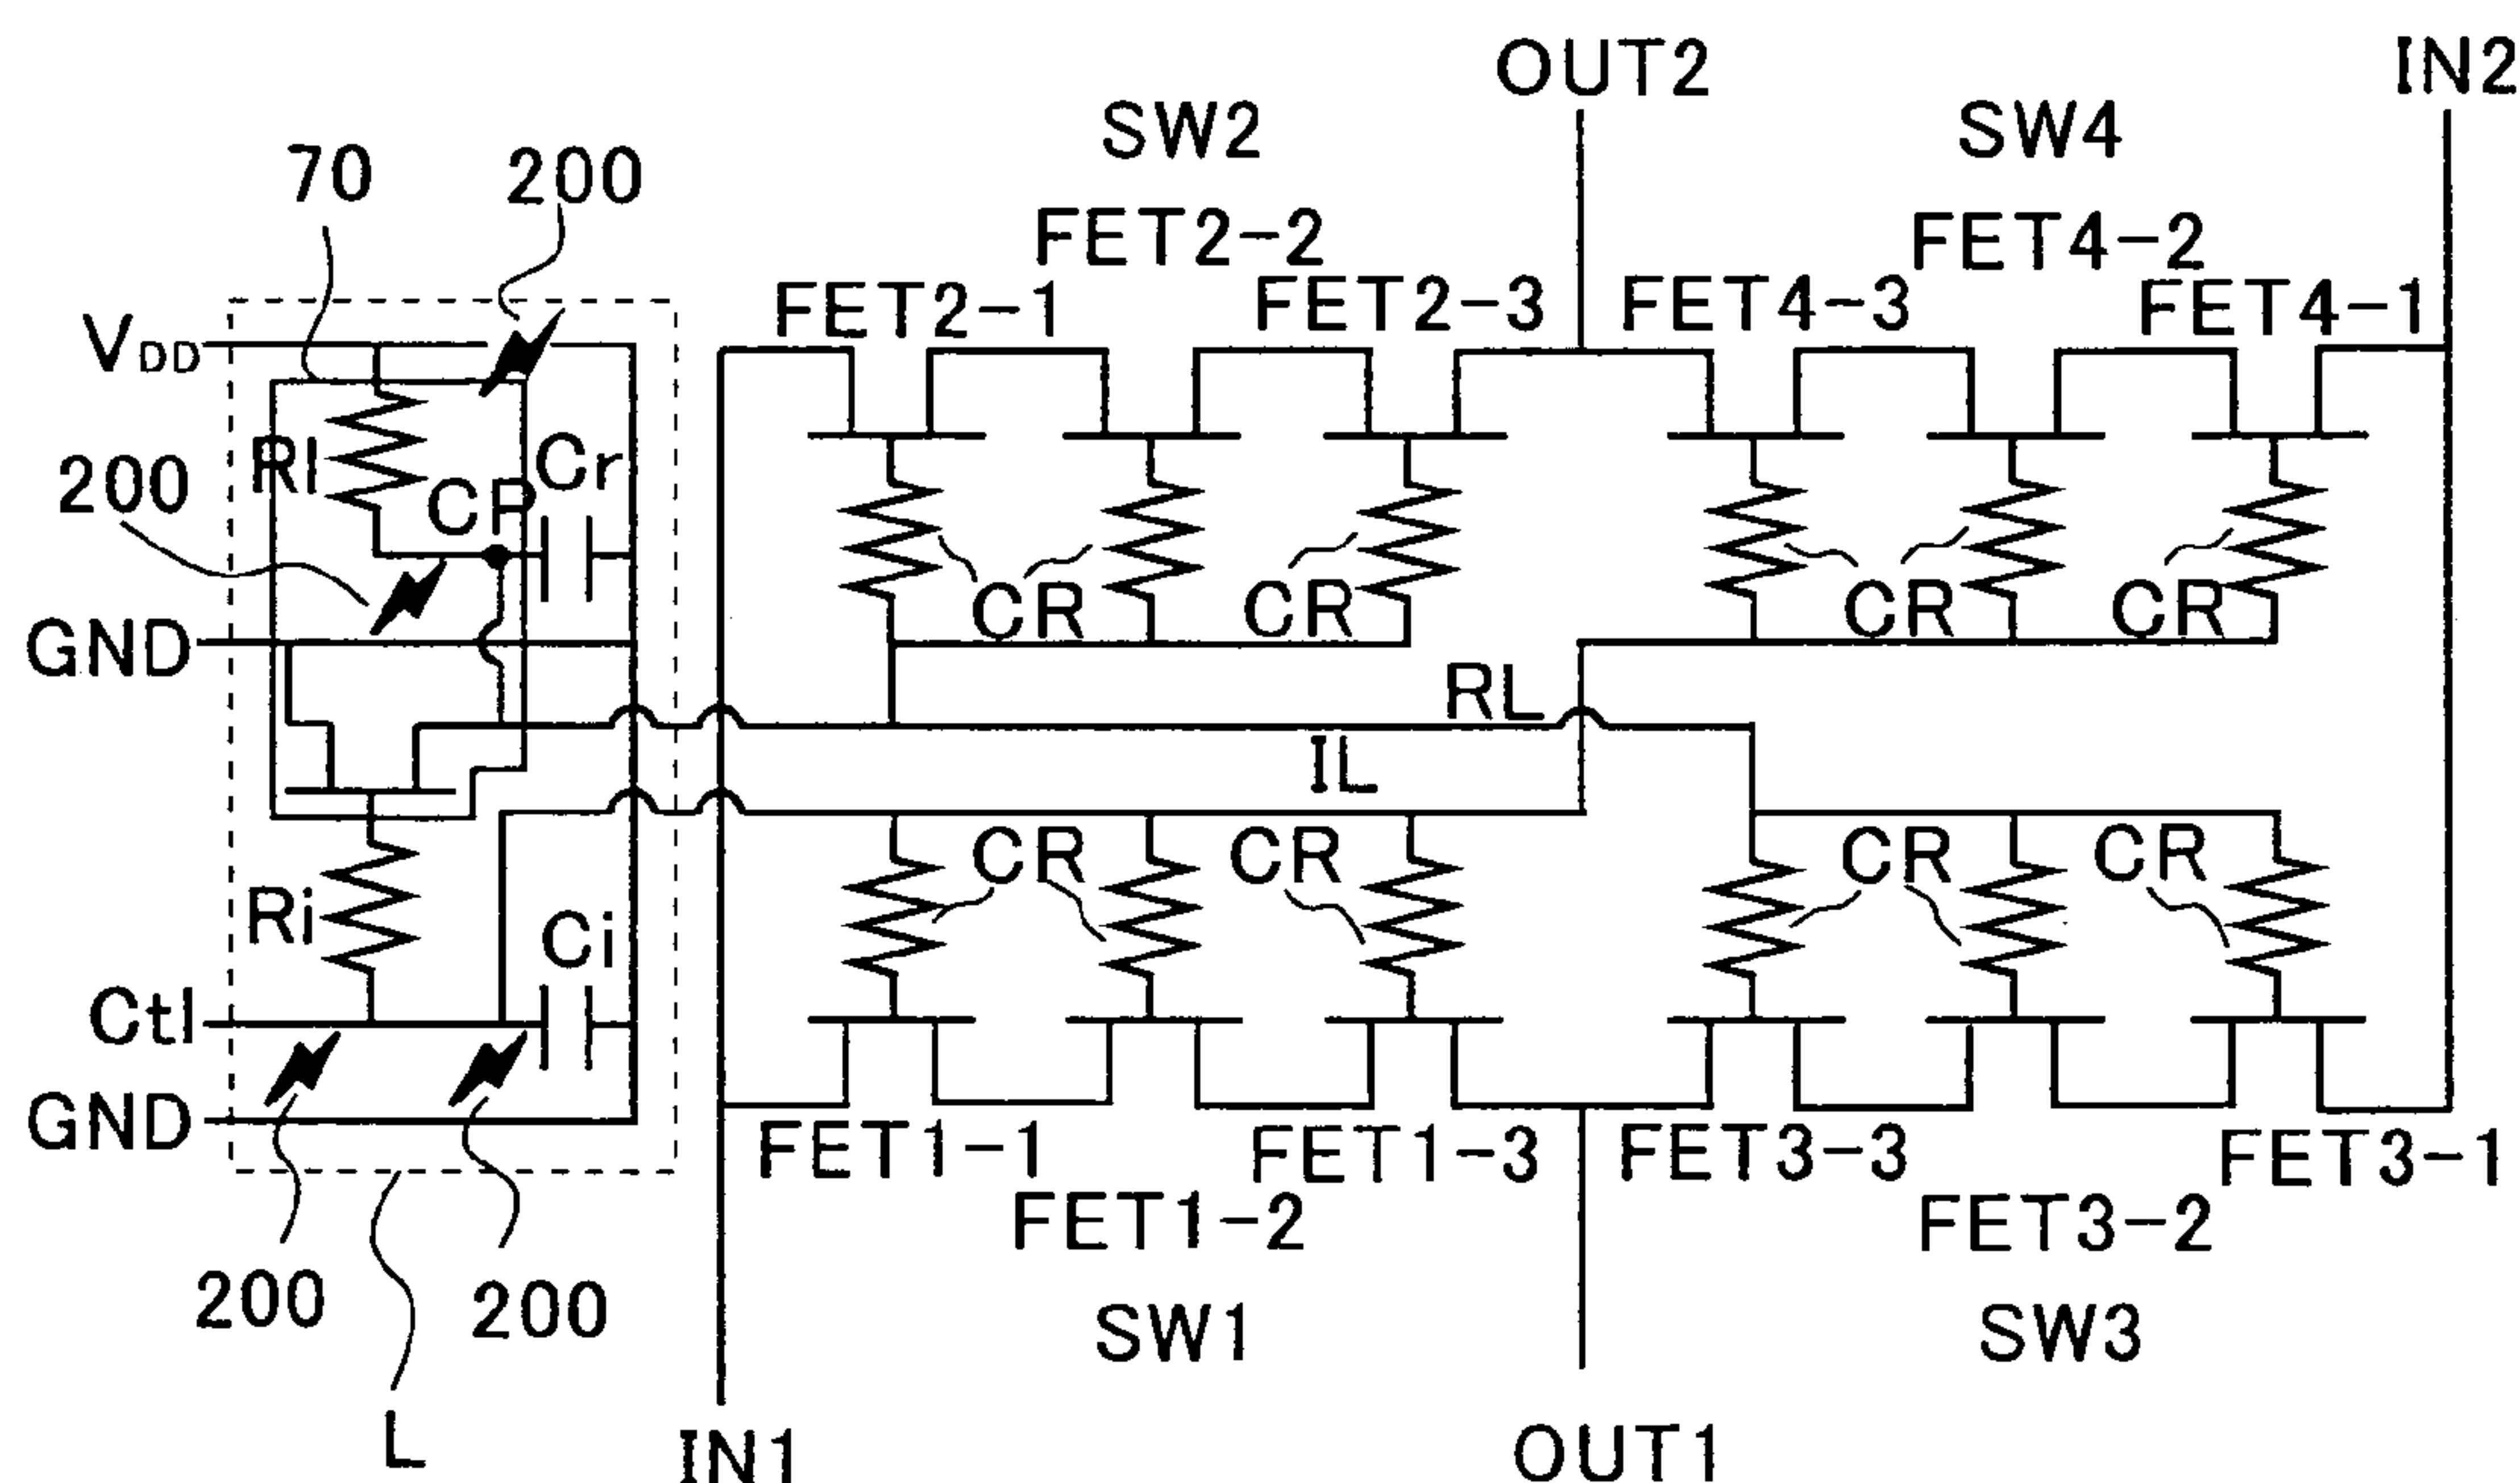 OUT2
IN2
SW2
SW4
70
200
FET2-2
FET4-2
FET2-1
FET2-3
FET4-3
FET4-1
VDD
Rl
Cr
200
CP
CR
CR
CR
CR
GND
RL
IL
CR
CR
CR
CR
Ri
Ci
Ctl
GND
FET1-1
FET1-3
FET3-3
FET3-1
FET1-2
FET3-2
200
200
SW1
SW3
L
IN1
OUT1